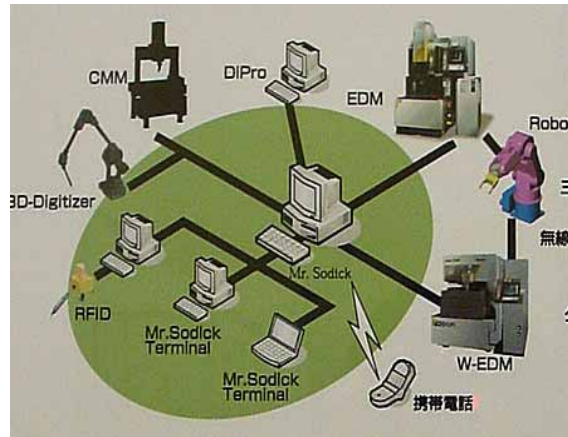 CMM
DiPro
EDM
Robo
3D-Digitizer
無線
Mr. Sodick
RFID
Mr.Sodick
Terminal
W-EDM
Mr.Sodick
Terminal
携帯電話